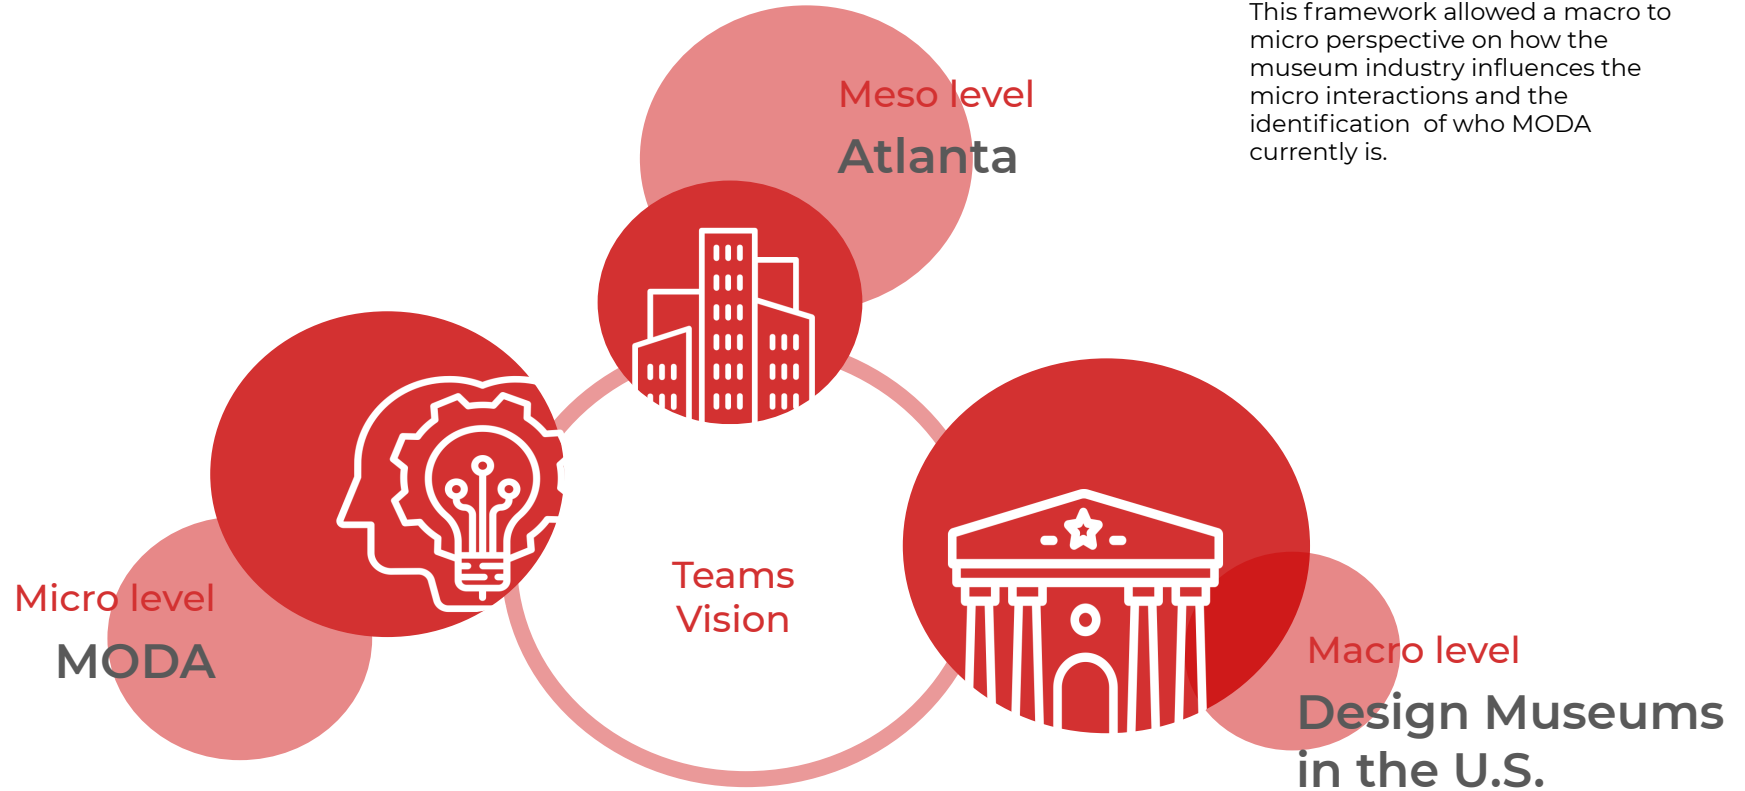 This framework allowed a macro to
micro perspective on how the
museum industry influences the
micro interactions and the
identification  of who MODA
currently is.
Meso level
Atlanta
Teams
Vision
Micro level
MODA
Macro level
Design Museums
in the U.S.